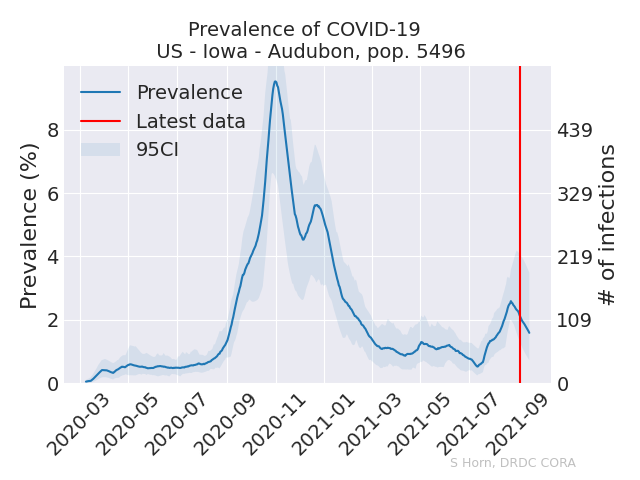 Prevalence of COVID-19
US - Iowa - Audubon, pop. 5496
Prevalence
Latest data
95CI
Prevalence (%)
8
6
4
2
0
439
329
219
109
0
# of infections
2020-03
2020-05
2020-07
2020-09
2020-11
2021-01
2021-03
2021-05
2021-07
2021-09
S Horn, DRDC CORA